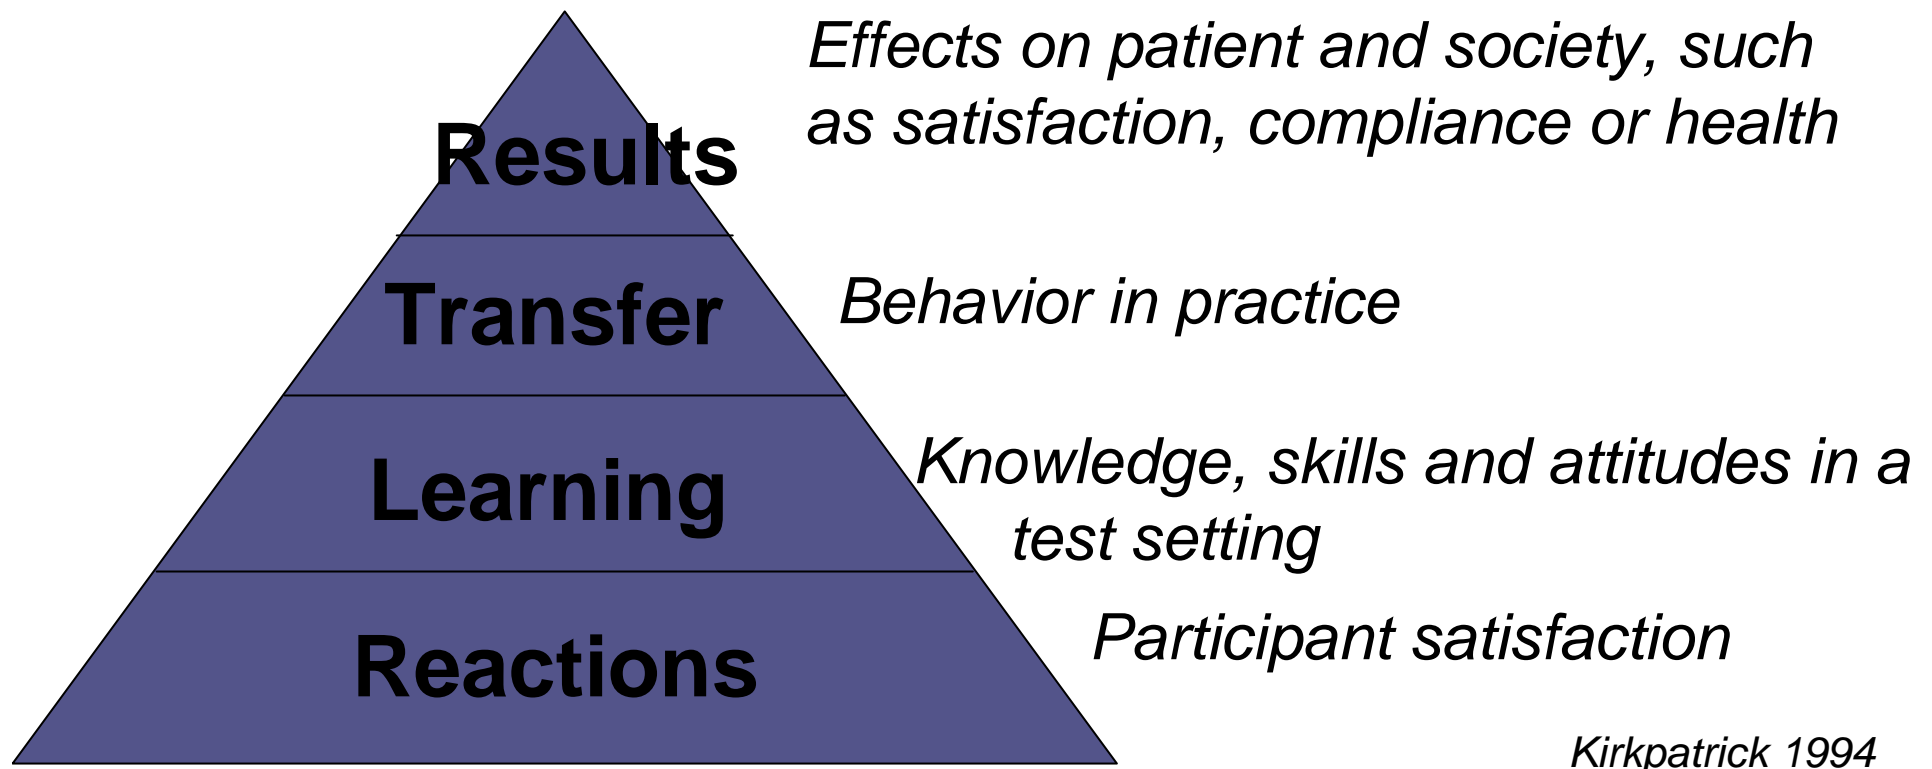 Results
Effects on patient and society, such
as satisfaction, compliance or health
Transfer
Behavior in practice
Learning
Knowledge, skills and attitudes in a
test setting
Reactions
Participant satisfaction
Kirkpatrick 1994